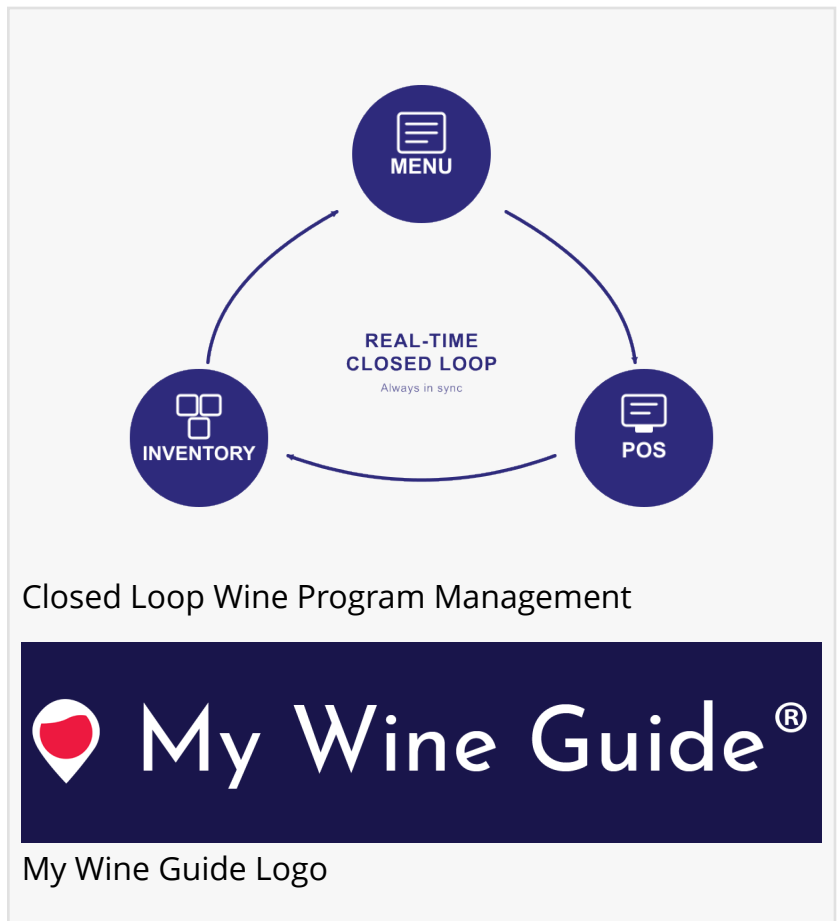 MENU
REAL-TIME
CLOSED LOOP
Always in sync
INVENTORY
POS
Closed Loop Wine Program Management
My Wine Guide®
My Wine Guide Logo